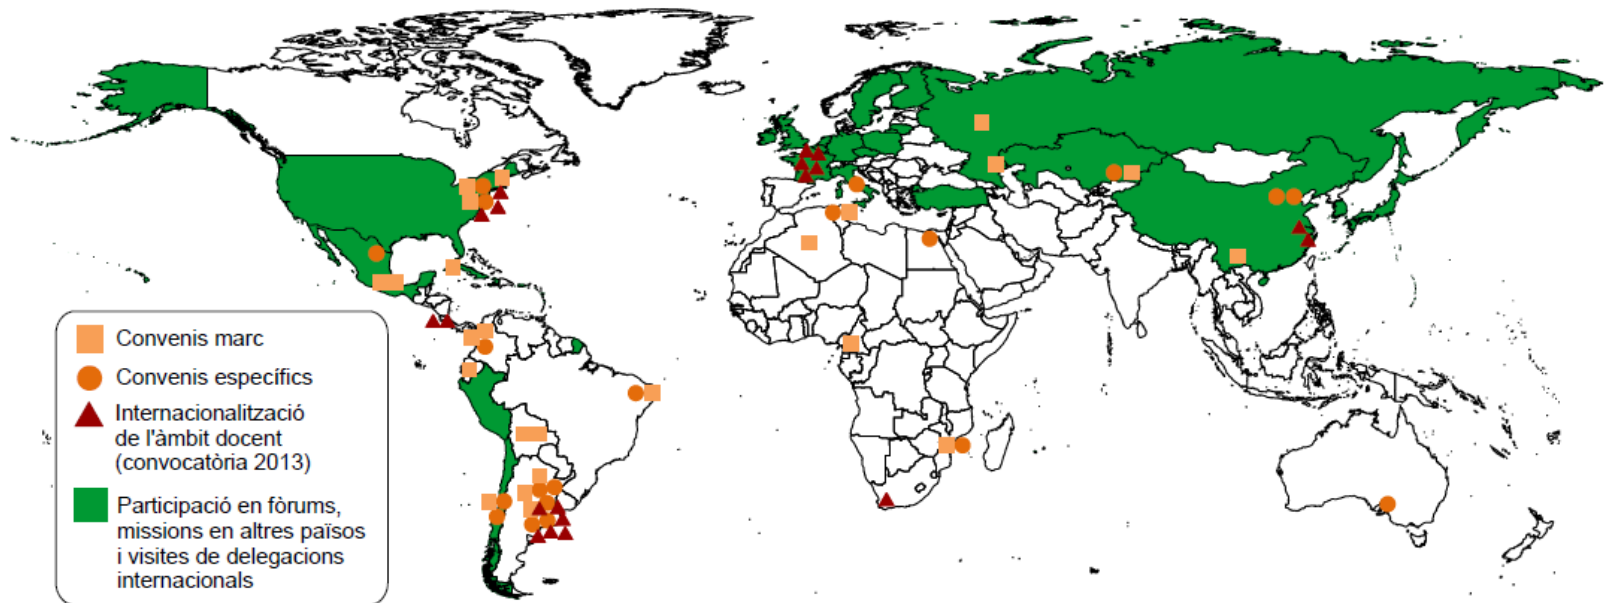 Convenis marc
Convenis específics
Internacionalització
de l'àmbit docent
(convocatòria 2013)
Participació en fòrums,
missions en altres països
i visites de delegacions
internacionals